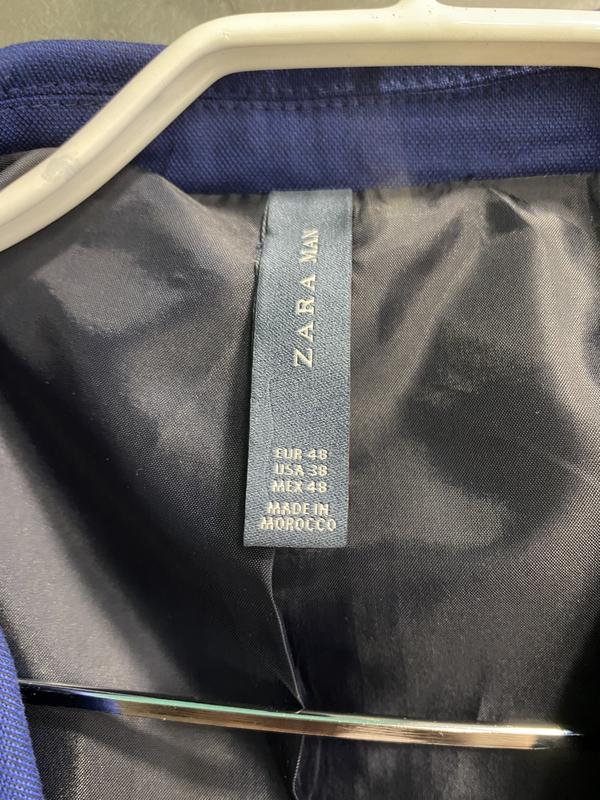 ZARA MAN
EUR 48
USA 38
MEX 48
MADE IN
MOROCCO